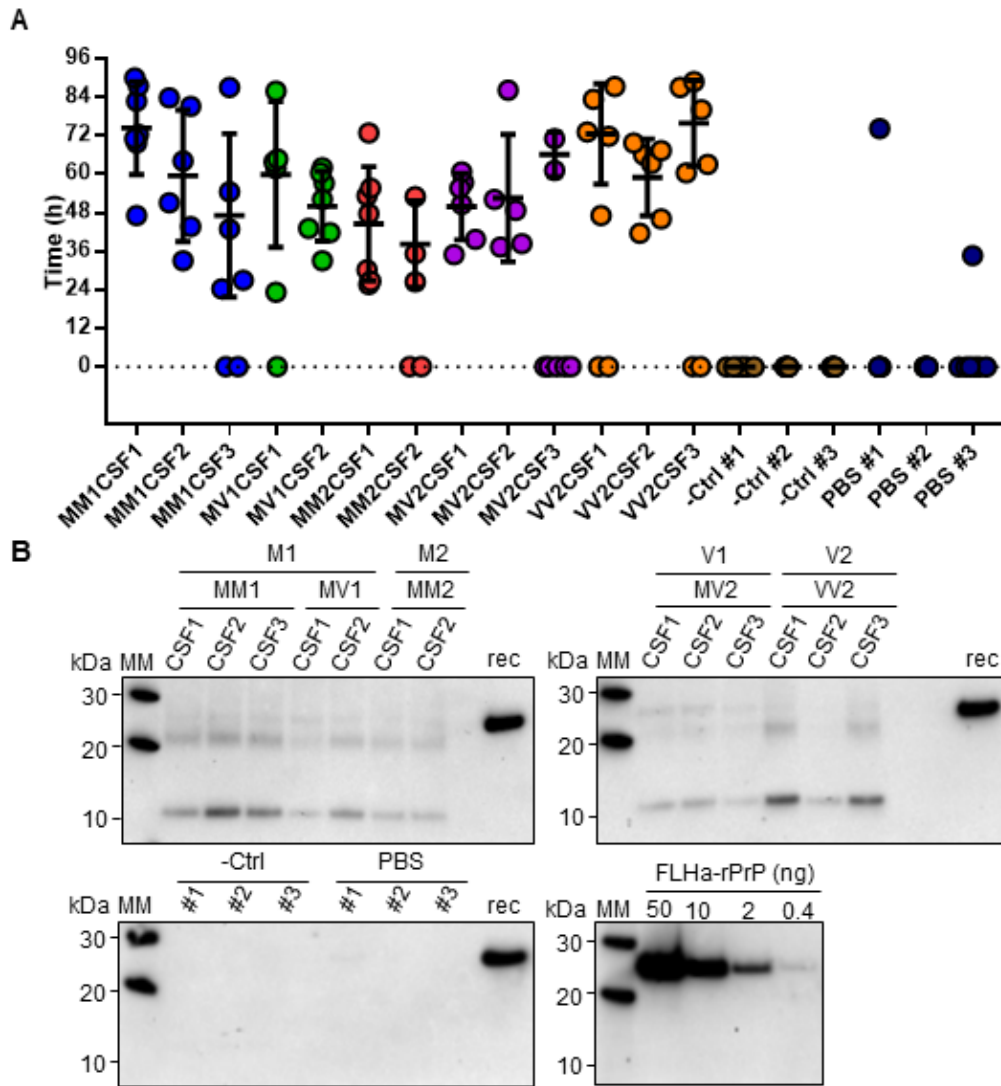 A
96
84
72
60
48
36
24
12
0
Time (h)
MM1CSF1
MM1CSF2
MM1CSF3
MV1CSF1
MV1CSF2
MM2CSF1
MM2CSF2
MV2CSF1
MV2CSF2
MV2CSF3
VV2CSF1
VV2CSF2
VV2CSF3
-Ctrl #1
-Ctrl #2
-Ctrl #3
PBS #1
PBS #2
PBS #3
B
M1 M2
MM1 MV1 MM2
kDa MM CSF1 CSF2 CSF3 CSF1 CSF2 CSF1 CSF2 rec
30
20
10
V1 V2
MV2 VV2
kDa MM CSF1 CSF2 CSF3 CSF1 CSF2 CSF3 rec
30
20
10
-Ctrl PBS
kDa MM #1 #2 #3 #1 #2 #3 rec
30
20
10
FLHa-rPrP (ng)
kDa MM 50 10 2 0.4
30
20
10